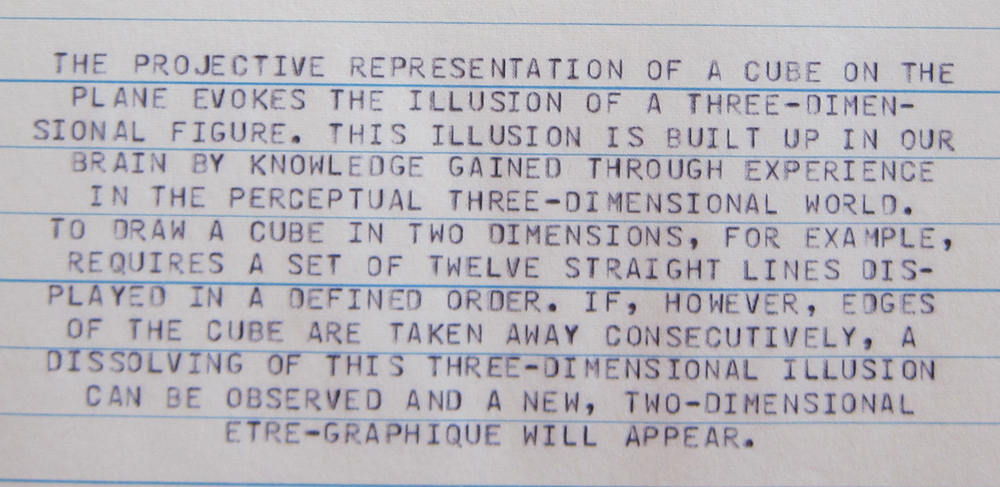 THE PROJECTIVE REPRESENTATION OF A CUBE ON THE
PLANE EVOKES THE ILLUSION OF A THREE-DIMEN-
SIONAL FIGURE. THIS ILLUSION IS BUILT UP IN OUR
BRAIN BY KNOWLEDGE GAINED THROUGH EXPERIENCE
IN THE PERCEPTUAL THREE-DIMENSIONAL WORLD.
TO DRAW A CUBE IN TWO DIMENSIONS, FOR EXAMPLE,
REQUIRES A SET OF TWELVE STRAIGHT LINES DIS-
PLAYED IN A DEFINED ORDER. IF, HOWEVER, EDGES
OF THE CUBE ARE TAKEN AWAY CONSECUTIVELY, A
DISSOLVING OF THIS THREE-DIMENSIONAL ILLUSION
CAN BE OBSERVED AND A NEW, TWO-DIMENSIONAL
ETRE-GRAPHIQUE WILL APPEAR.